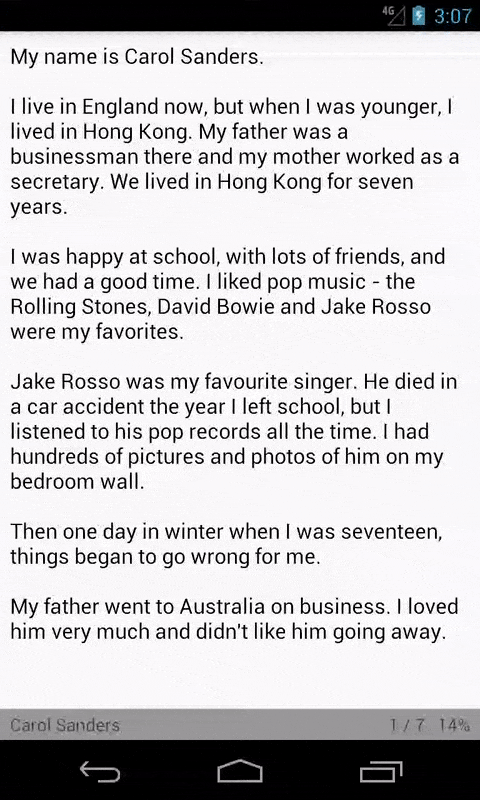 4G 3:07
My name is Carol Sanders.
I live in England now, but when I was younger, I
lived in Hong Kong. My father was a
businessman there and my mother worked as a
secretary. We lived in Hong Kong for seven
years.
I was happy at school, with lots of friends, and
we had a good time. I liked pop music - the
Rolling Stones, David Bowie and Jake Rosso
were my favorites.
Jake Rosso was my favourite singer. He died in
a car accident the year I left school, but I
listened to his pop records all the time. I had
hundreds of pictures and photos of him on my
bedroom wall.
Then one day in winter when I was seventeen,
things began to go wrong for me.
My father went to Australia on business. I loved
him very much and didn't like him going away.
Carol Sanders 1 / 7 14%